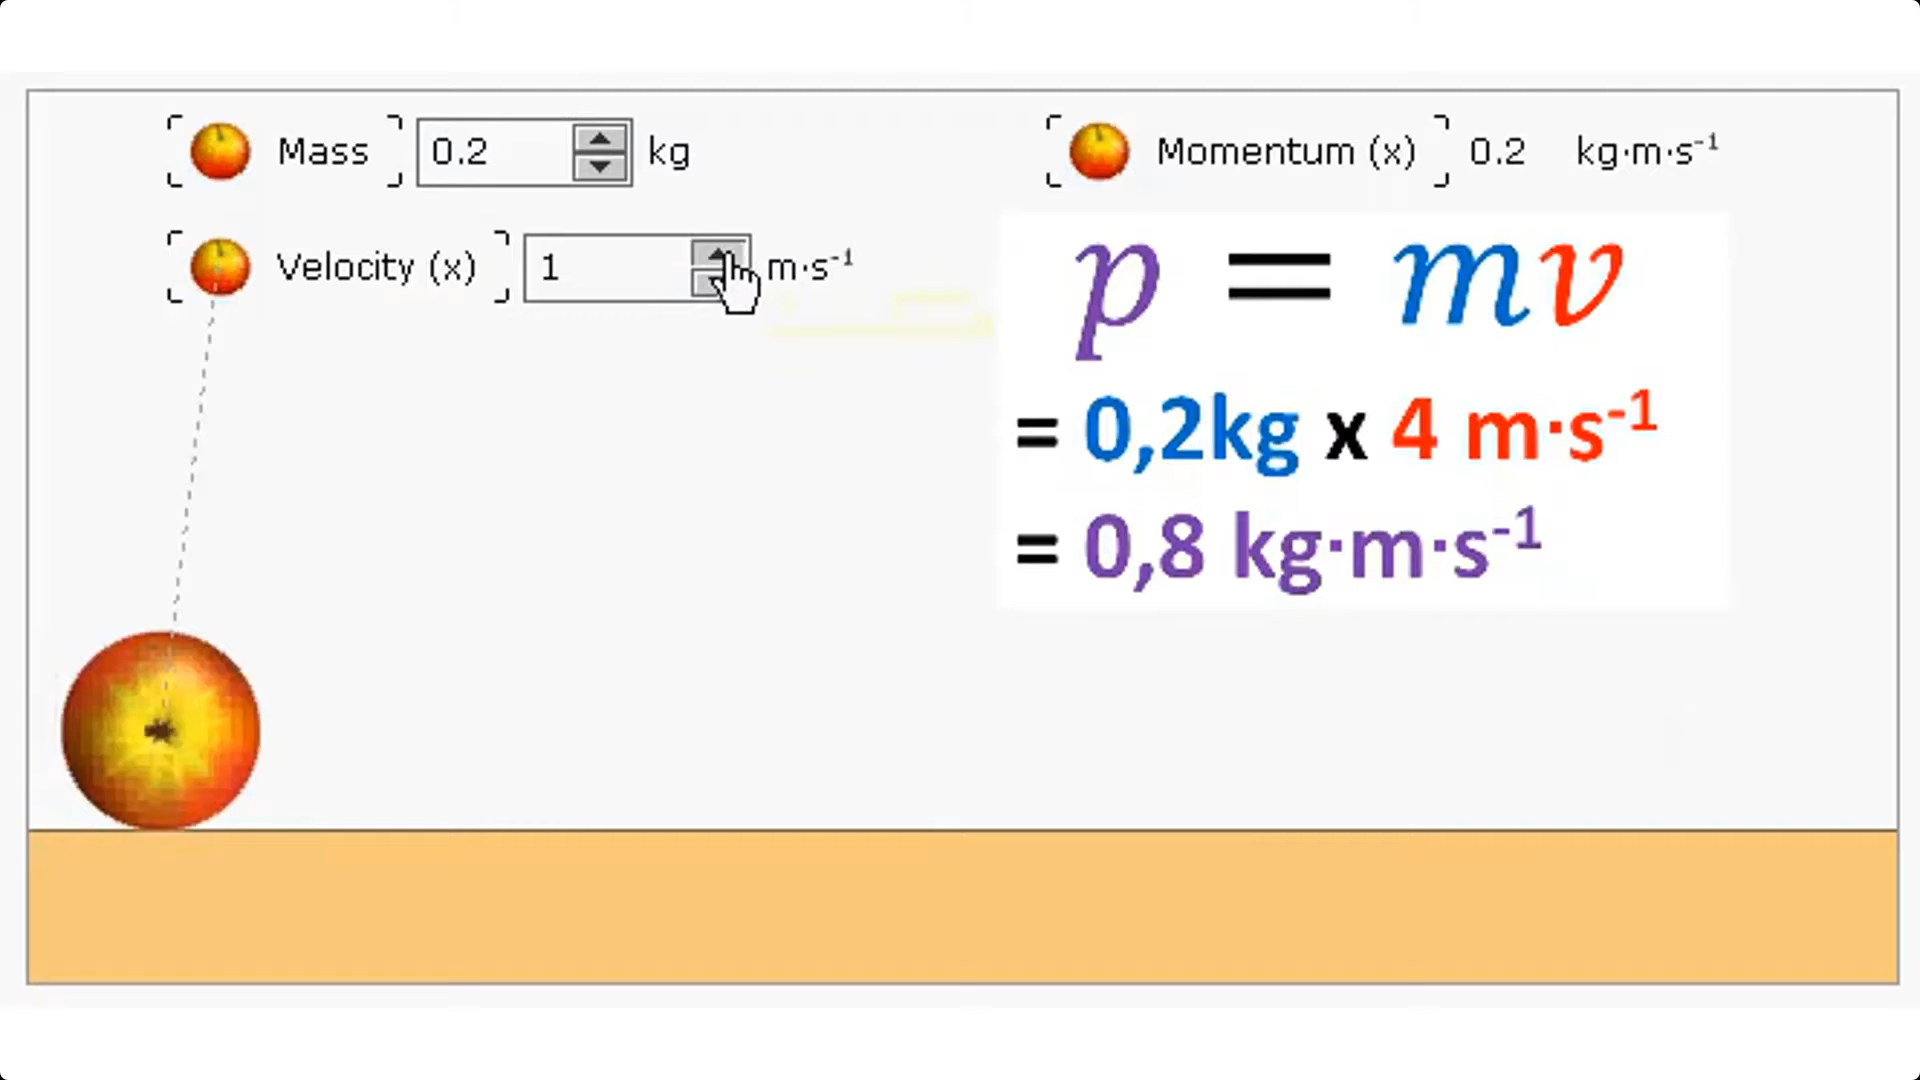 Mass 0.2 kg
Momentum (x) 0.2 kg·m·s⁻¹
Velocity (x) 1 m·s⁻¹
p = mv
= 0,2kg x 4 m·s⁻¹
= 0,8 kg·m·s⁻¹